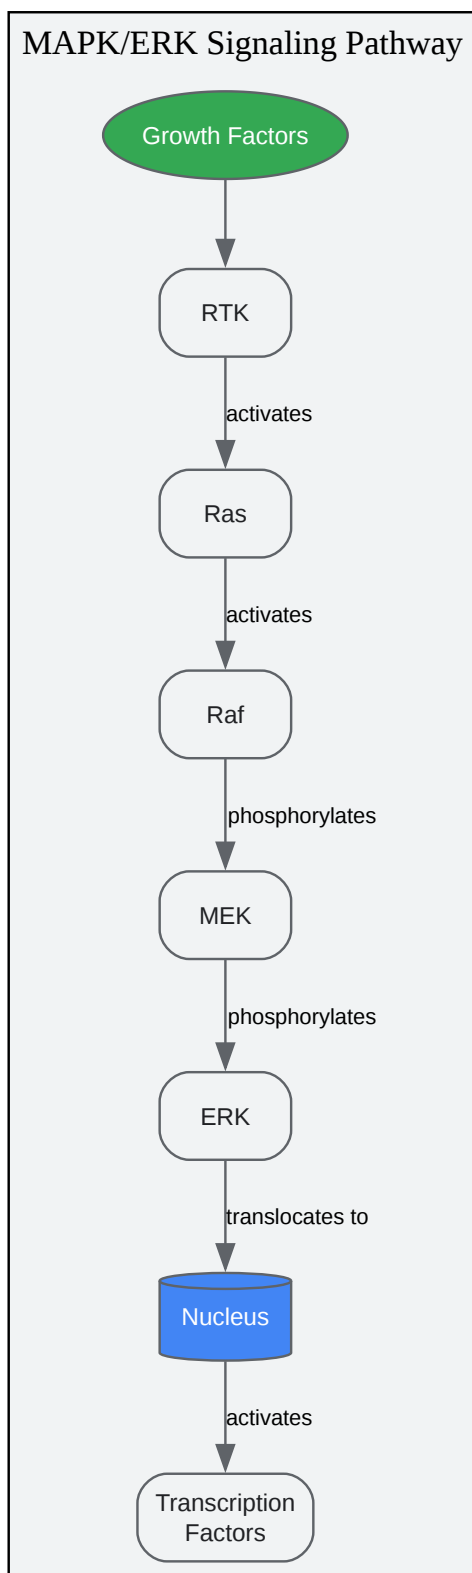 MAPK/ERK Signaling Pathway
Growth Factors
RTK
activates
Ras
activates
Raf
phosphorylates
MEK
phosphorylates
ERK
translocates to
Nucleus
activates
Transcription
Factors